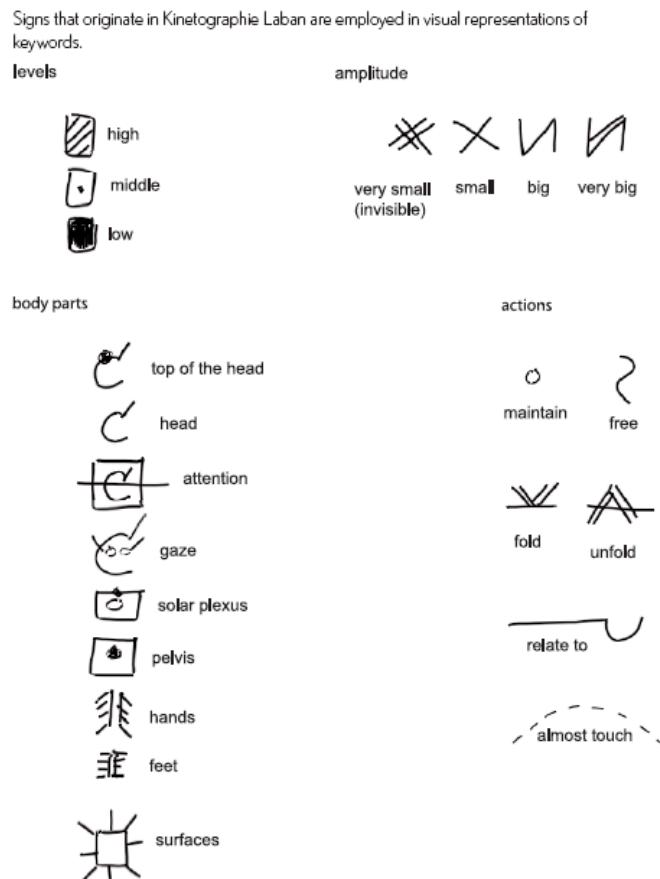 Signs that originate in Kinetographie Laban are employed in visual representations of
keywords.
levels
amplitude
high
middle
low
very small
(invisible)
small
big
very big
body parts
actions
top of the head
head
attention
gaze
solar plexus
pelvis
hands
feet
surfaces
maintain
free
fold
unfold
relate to
almost touch